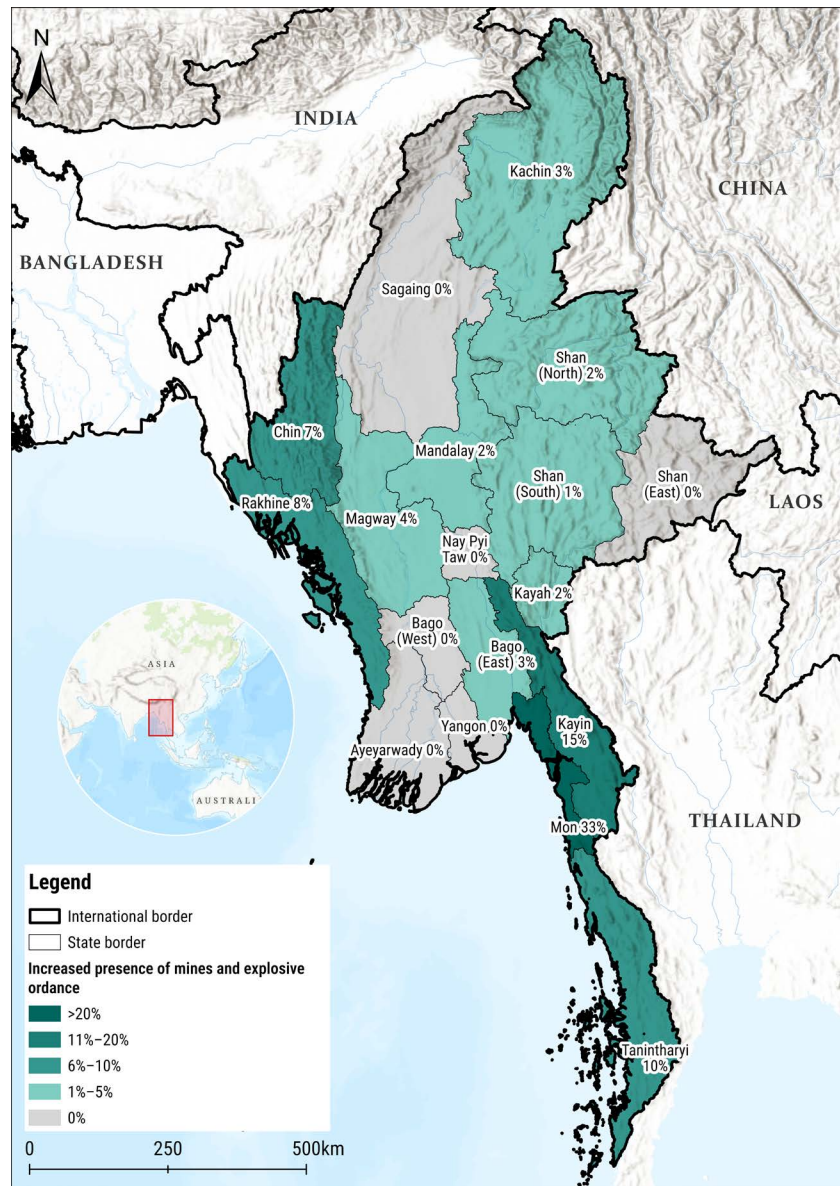 N
INDIA
CHINA
Kachin 3%
BANGLADESH
Sagaing 0%
Shan
(North) 2%
Chin 7%
Mandalay 2%
Shan
(South) 1%
Shan
(East) 0%
LAOS
Rakhine 8%
Magway 4%
Nay Pyi
Taw 0%
Kayah 2%
Bago
(West) 0%
Bago
(East) 3%
ASIA
Kayin
15%
Yangon 0%
Ayeyarwady 0%
AUSTRALI
THAILAND
Mon 33%
Legend
International border
State border
Increased presence of mines and explosive
ordance
>20%
11%–20%
6%–10%
1%–5%
0%
Tanintharyi
10%
0 250 500km